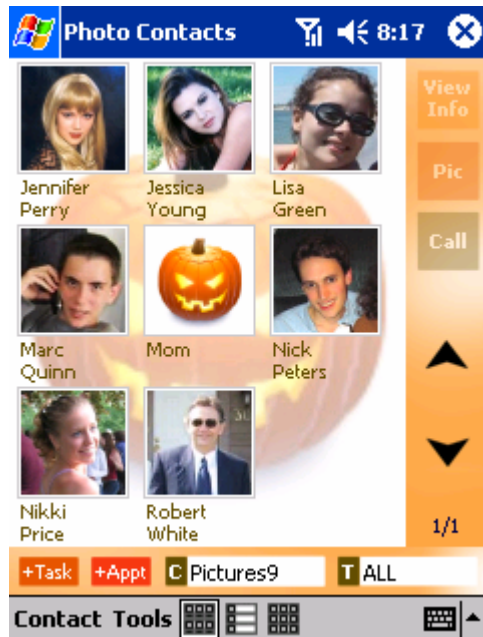 Photo Contacts 8:17
View
Info
Pic
Call
Jennifer
Perry
Jessica
Young
Lisa
Green
Marc
Quinn
Mom
Nick
Peters
Nikki
Price
Robert
White
1/1
+Task +Appt C Pictures9 T ALL
Contact Tools